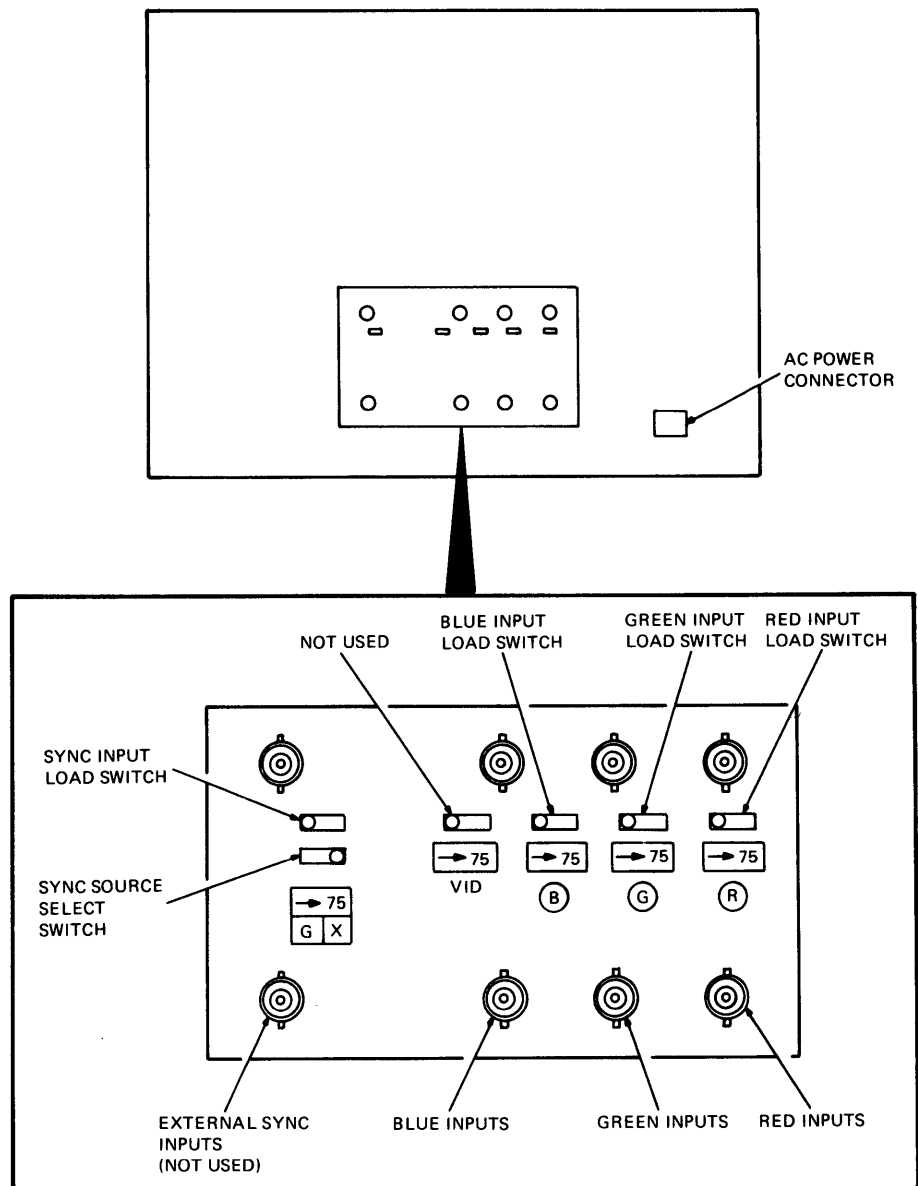 AC POWER
CONNECTOR
NOT USED
BLUE INPUT
LOAD SWITCH
GREEN INPUT
LOAD SWITCH
RED INPUT
LOAD SWITCH
SYNC INPUT
LOAD SWITCH
SYNC SOURCE
SELECT
SWITCH
→ 75
VID
→ 75
B
→ 75
G
→ 75
R
→ 75
G X
EXTERNAL SYNC
INPUTS
(NOT USED)
BLUE INPUTS
GREEN INPUTS
RED INPUTS